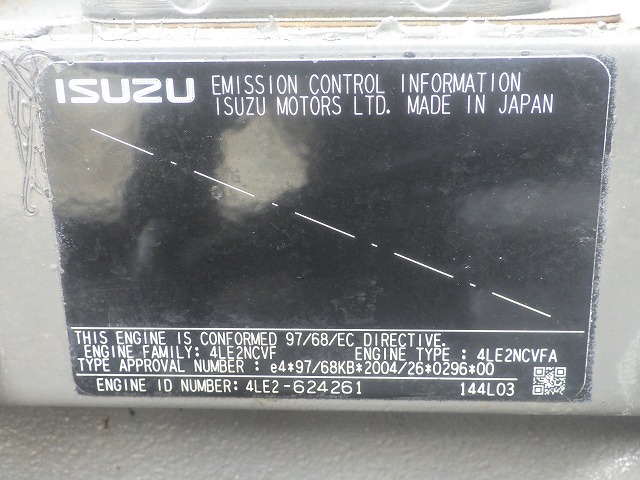 ISUZU EMISSION CONTROL INFORMATION
ISUZU MOTORS LTD. MADE IN JAPAN
THIS ENGINE IS CONFORMED 97/68/EC DIRECTIVE.
ENGINE FAMILY: 4LE2NCVF ENGINE TYPE : 4LE2NCVFA
TYPE APPROVAL NUMBER : e4*97/68KB*2004/26*0296*00
ENGINE ID NUMBER: 4LE2-624261 144L03